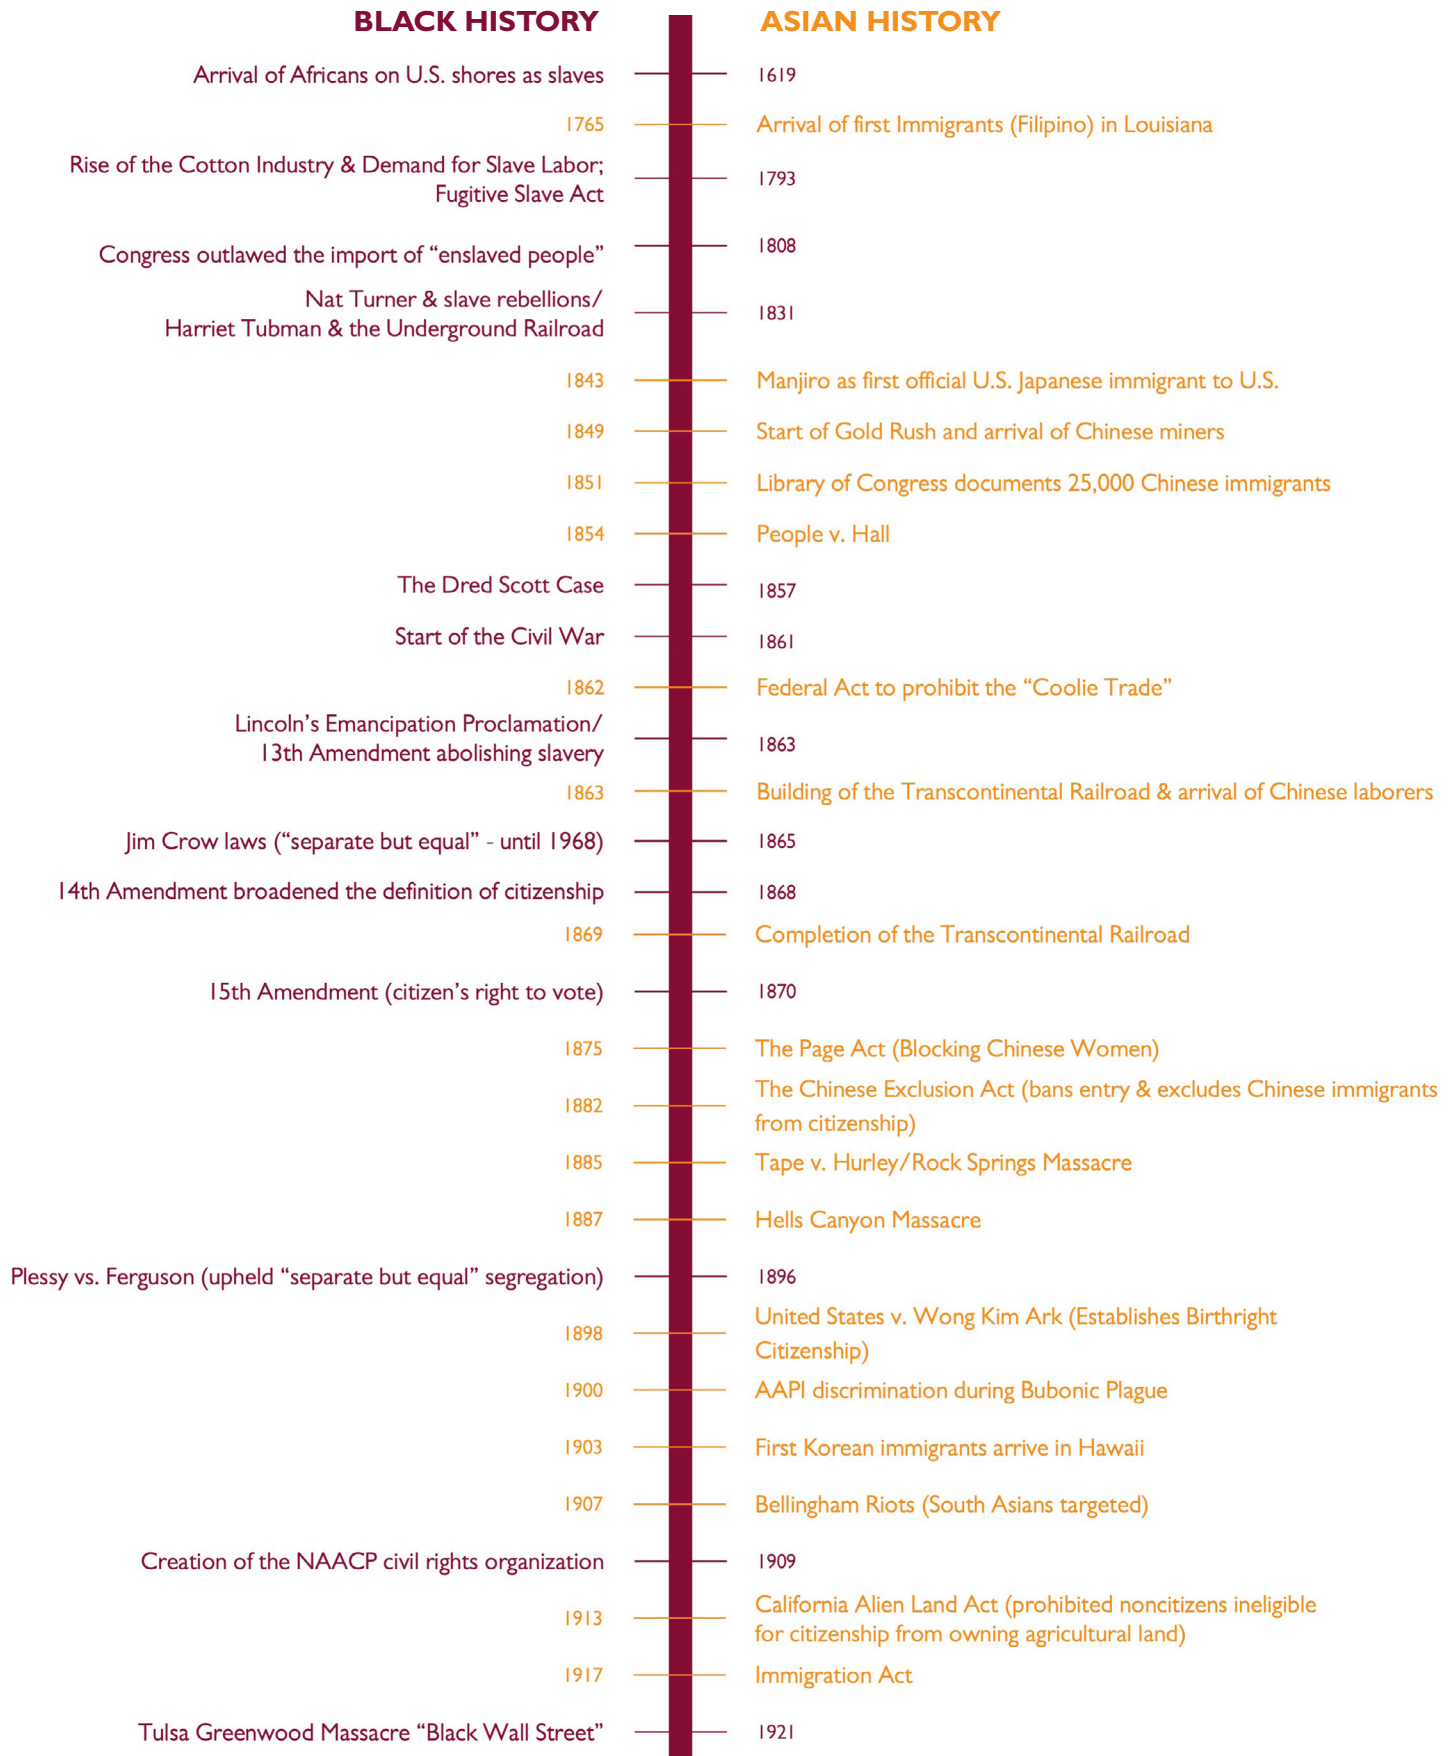 BLACK HISTORY
ASIAN HISTORY
Arrival of Africans on U.S. shores as slaves
1619
1765
Arrival of first Immigrants (Filipino) in Louisiana
Rise of the Cotton Industry & Demand for Slave Labor;
Fugitive Slave Act
1793
Congress outlawed the import of “enslaved people”
1808
Nat Turner & slave rebellions/
Harriet Tubman & the Underground Railroad
1831
1843
Manjiro as first official U.S. Japanese immigrant to U.S.
1849
Start of Gold Rush and arrival of Chinese miners
1851
Library of Congress documents 25,000 Chinese immigrants
1854
People v. Hall
The Dred Scott Case
1857
Start of the Civil War
1861
1862
Federal Act to prohibit the “Coolie Trade”
Lincoln’s Emancipation Proclamation/
13th Amendment abolishing slavery
1863
1863
Building of the Transcontinental Railroad & arrival of Chinese laborers
Jim Crow laws (“separate but equal” - until 1968)
1865
14th Amendment broadened the definition of citizenship
1868
1869
Completion of the Transcontinental Railroad
15th Amendment (citizen’s right to vote)
1870
1875
The Page Act (Blocking Chinese Women)
1882
The Chinese Exclusion Act (bans entry & excludes Chinese immigrants
from citizenship)
1885
Tape v. Hurley/Rock Springs Massacre
1887
Hells Canyon Massacre
Plessy vs. Ferguson (upheld “separate but equal” segregation)
1896
1898
United States v. Wong Kim Ark (Establishes Birthright
Citizenship)
1900
AAPI discrimination during Bubonic Plague
1903
First Korean immigrants arrive in Hawaii
1907
Bellingham Riots (South Asians targeted)
Creation of the NAACP civil rights organization
1909
1913
California Alien Land Act (prohibited noncitizens ineligible
for citizenship from owning agricultural land)
1917
Immigration Act
Tulsa Greenwood Massacre “Black Wall Street”
1921